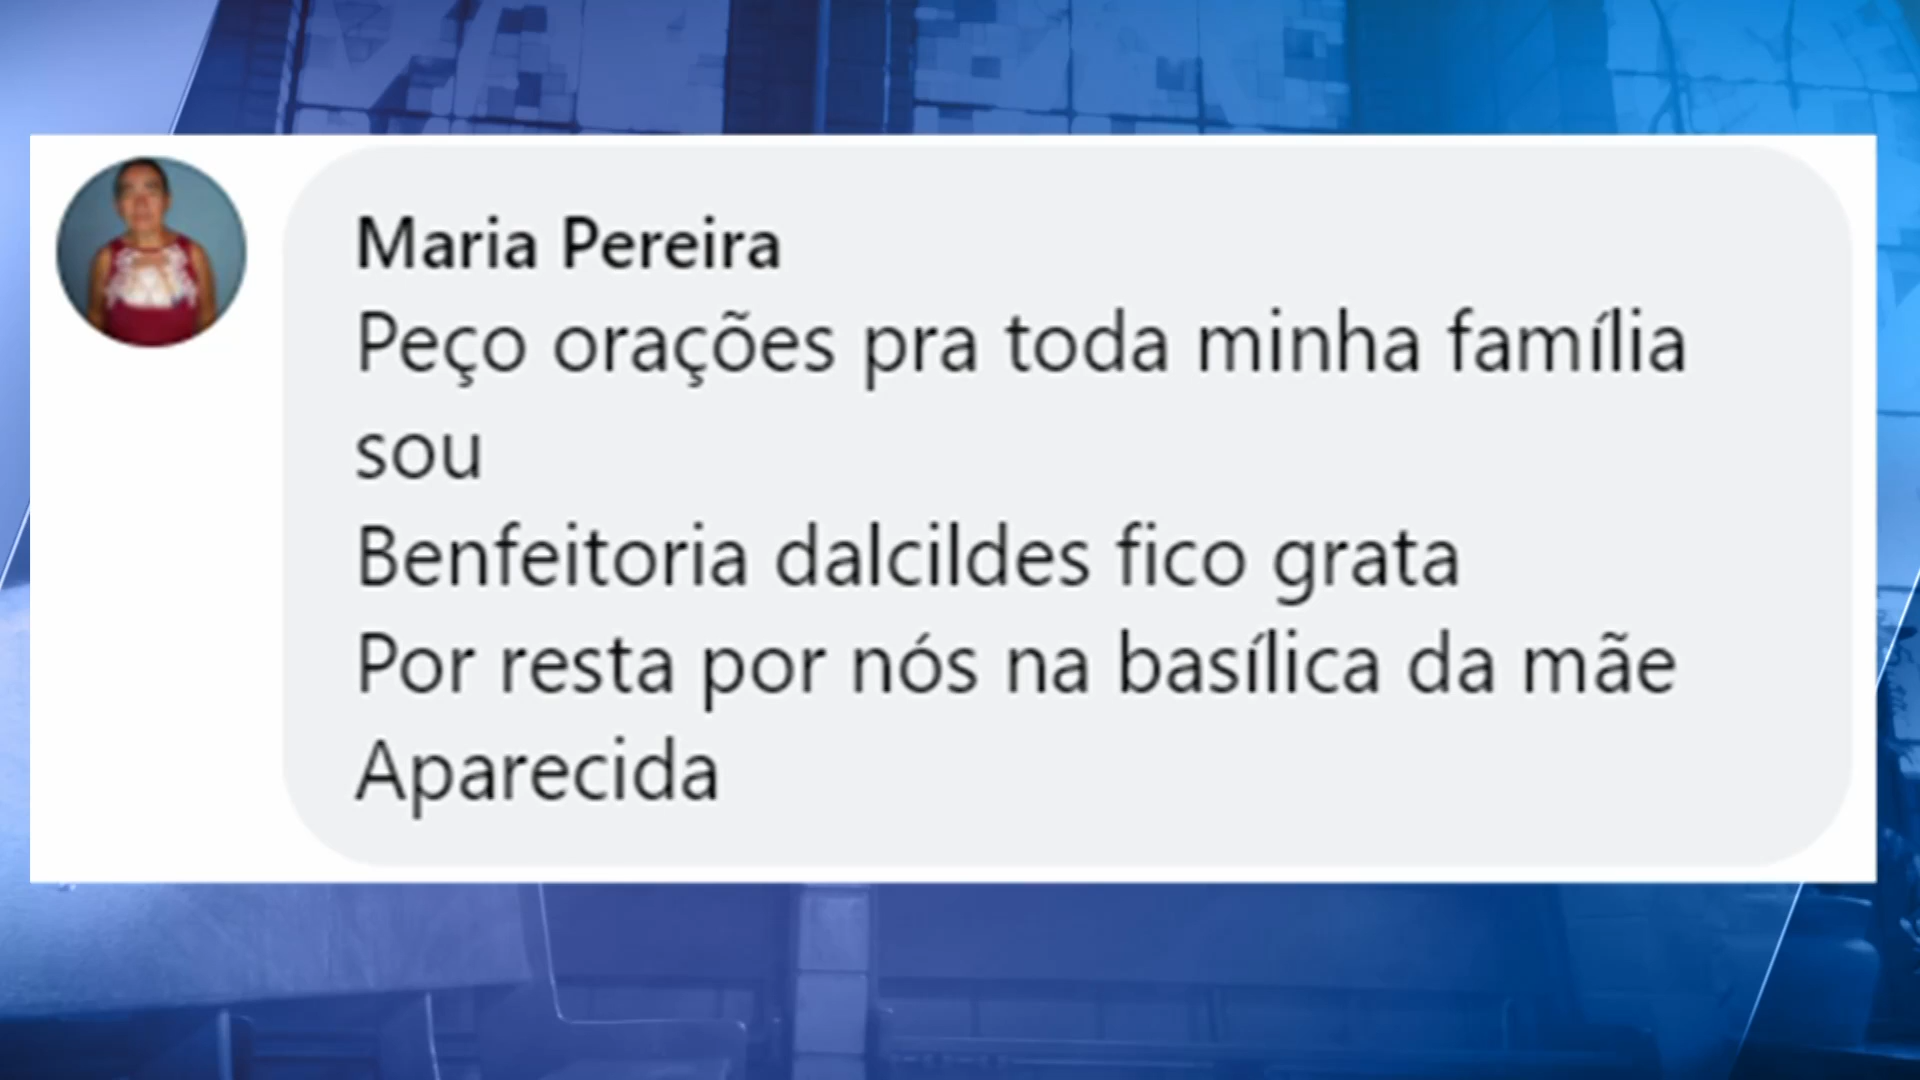 Maria Pereira
Peço orações pra toda minha família
sou
Benfeitoria dalcildes fico grata
Por resta por nós na basílica da mãe
Aparecida